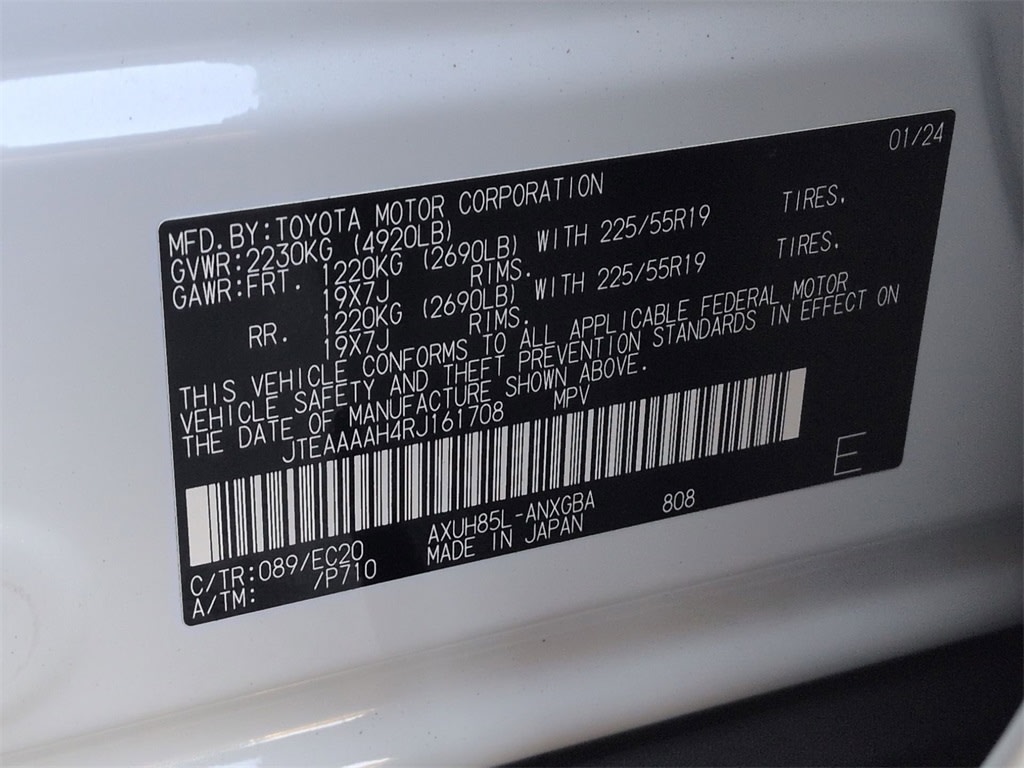 01/24
MFD.BY:TOYOTA MOTOR CORPORATION
GVWR:2230KG (4920LB)
GAWR:FRT. 1220KG (2690LB) WITH 225/55R19 TIRES,
19X7J RIMS.
RR. 1220KG (2690LB) WITH 225/55R19 TIRES,
19X7J RIMS.
THIS VEHICLE CONFORMS TO ALL APPLICABLE FEDERAL MOTOR
VEHICLE SAFETY AND THEFT PREVENTION STANDARDS IN EFFECT ON
THE DATE OF MANUFACTURE SHOWN ABOVE.
JTEAAAAH4RJ161708 MPV
E
AXUH85L-ANXGBA 808
C/TR:089/EC20 MADE IN JAPAN
A/TM: /P710